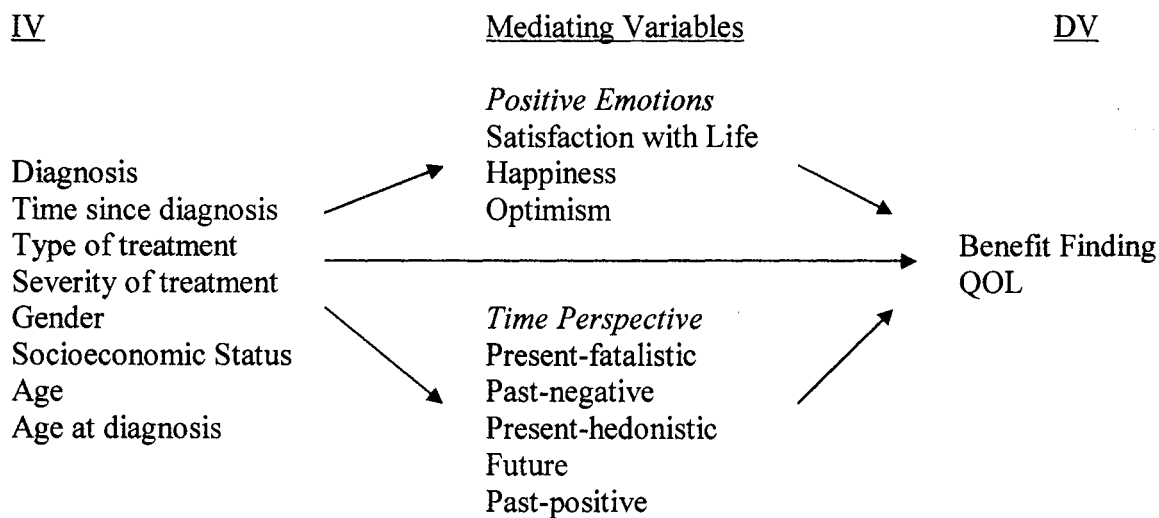 IV
Mediating Variables
DV
Positive Emotions
Satisfaction with Life
Happiness
Optimism
Diagnosis
Time since diagnosis
Type of treatment
Severity of treatment
Gender
Socioeconomic Status
Age
Age at diagnosis
Time Perspective
Present-fatalistic
Past-negative
Present-hedonistic
Future
Past-positive
Benefit Finding
QOL